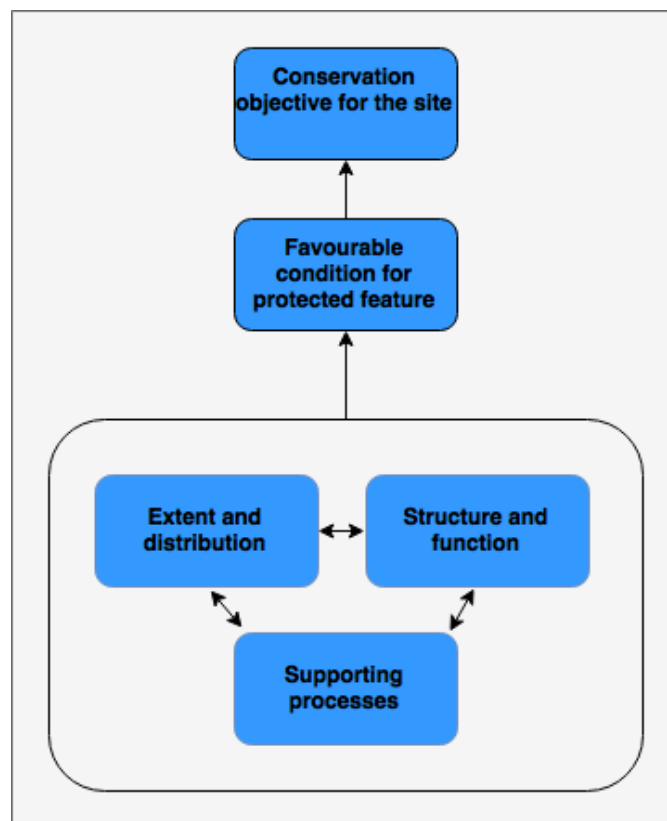 Conservation
objective for the site
Favourable
condition for
protected feature
Extent and
distribution
Structure and
function
Supporting
processes